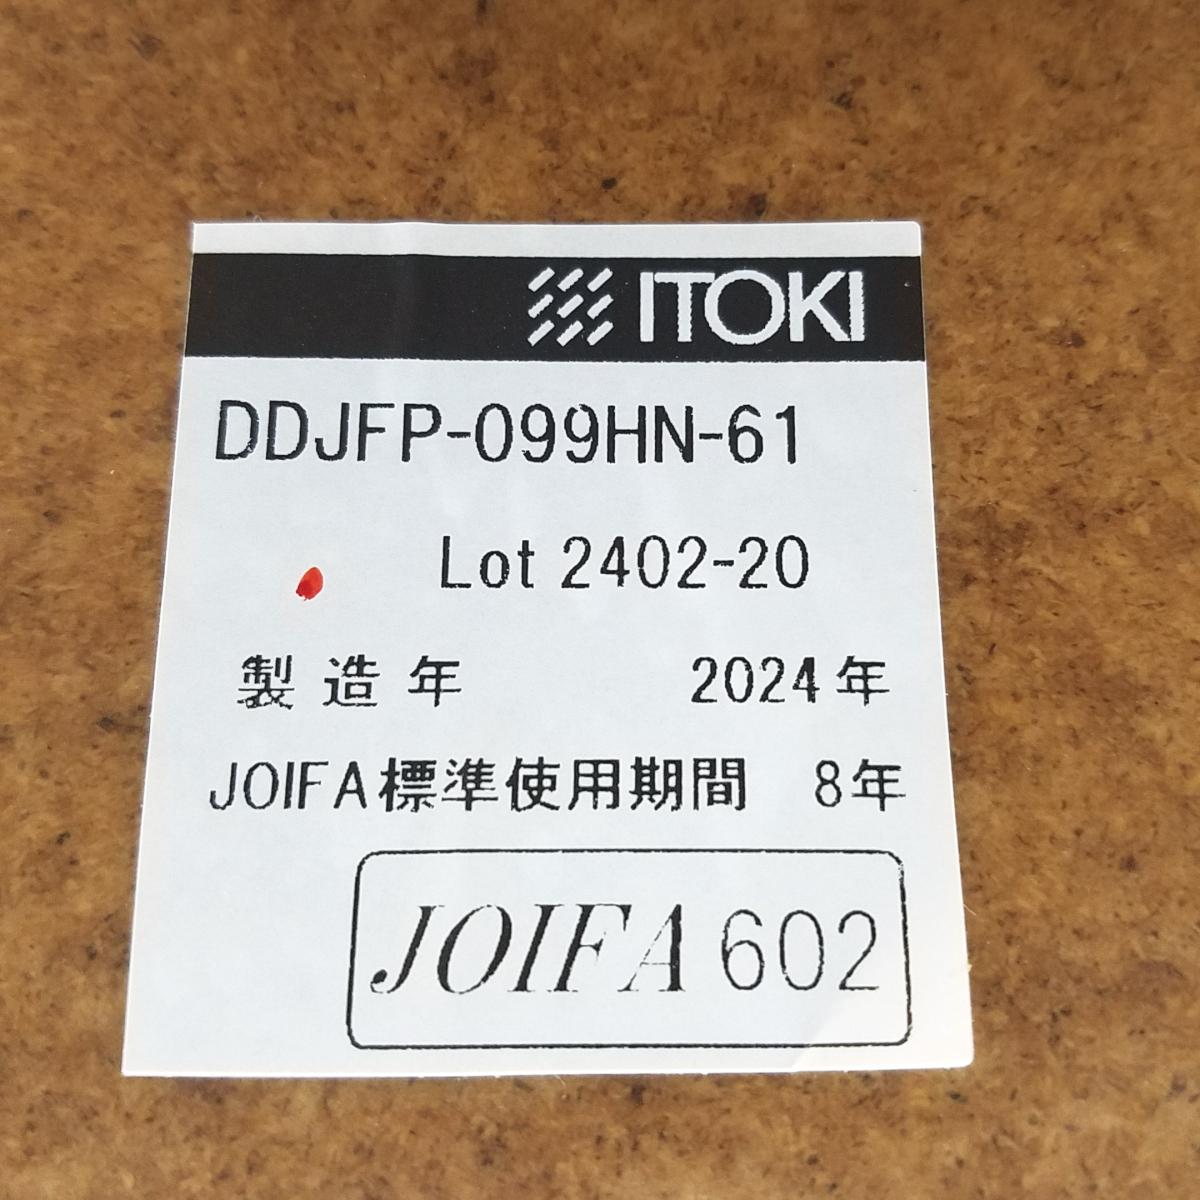 ITOKI
DDJFP-099HN-61
Lot 2402-20
製造年 2024年
JOIFA標準使用期間 8年
JOIFA 602